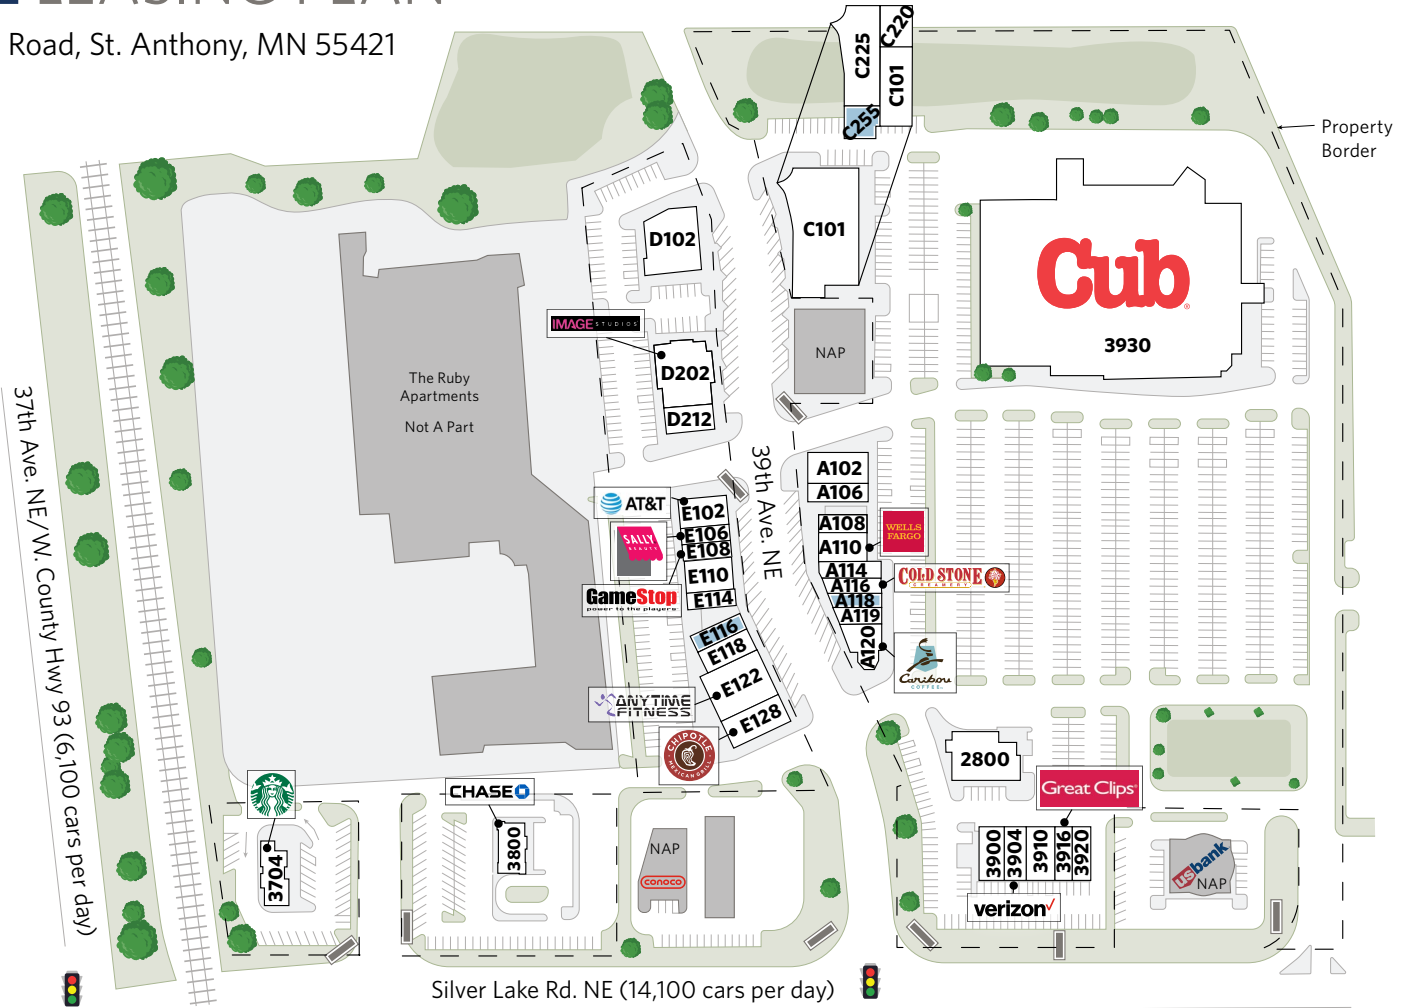 LEASING PLAN
Road, St. Anthony, MN 55421
C220
C225
C101
C255
Property
Border
D102
C101
Cub
3930
IMAGE STUDIOS
NAP
D202
D212
The Ruby
Apartments
Not A Part
37th Ave. NE/W. County Hwy 93 (6,100 cars per day)
39th Ave. NE
A102
A106
A108
A110
WELLS
FARGO
A114
A116
COLD STONE
CREAMERY
A118
A119
A120
Caribou
COFFEE
AT&T
E102
SALLY
BEAUTY
E106
E108
GameStop
power to the players
E110
E114
E116
E118
ANYTIME
FITNESS
E122
E128
CHIPOTLE
MEXICAN GRILL
2800
Great Clips
CHASE
3704
3800
NAP
conoco
3900
3904
3910
3916
3920
verizon
usbank
NAP
Silver Lake Rd. NE (14,100 cars per day)